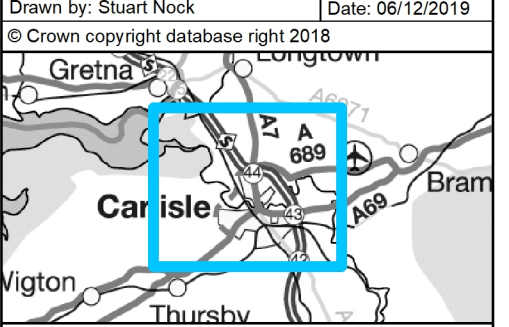 Drawn by: Stuart Nock
Date: 06/12/2019
© Crown copyright database right 2018
Longtown
Gretna
S
A6071
A7
A
689
S
44
Carlisle
Bram
A69
43
42
Wigton
Thursby
A